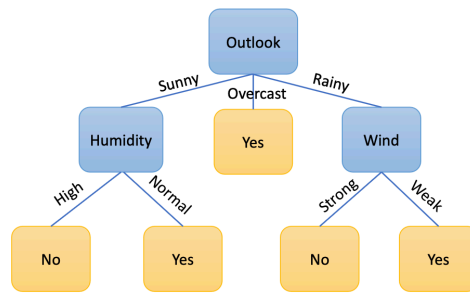 Outlook
Sunny
Overcast
Rainy
Humidity
Yes
Wind
High
Normal
Strong
Weak
No
Yes
No
Yes